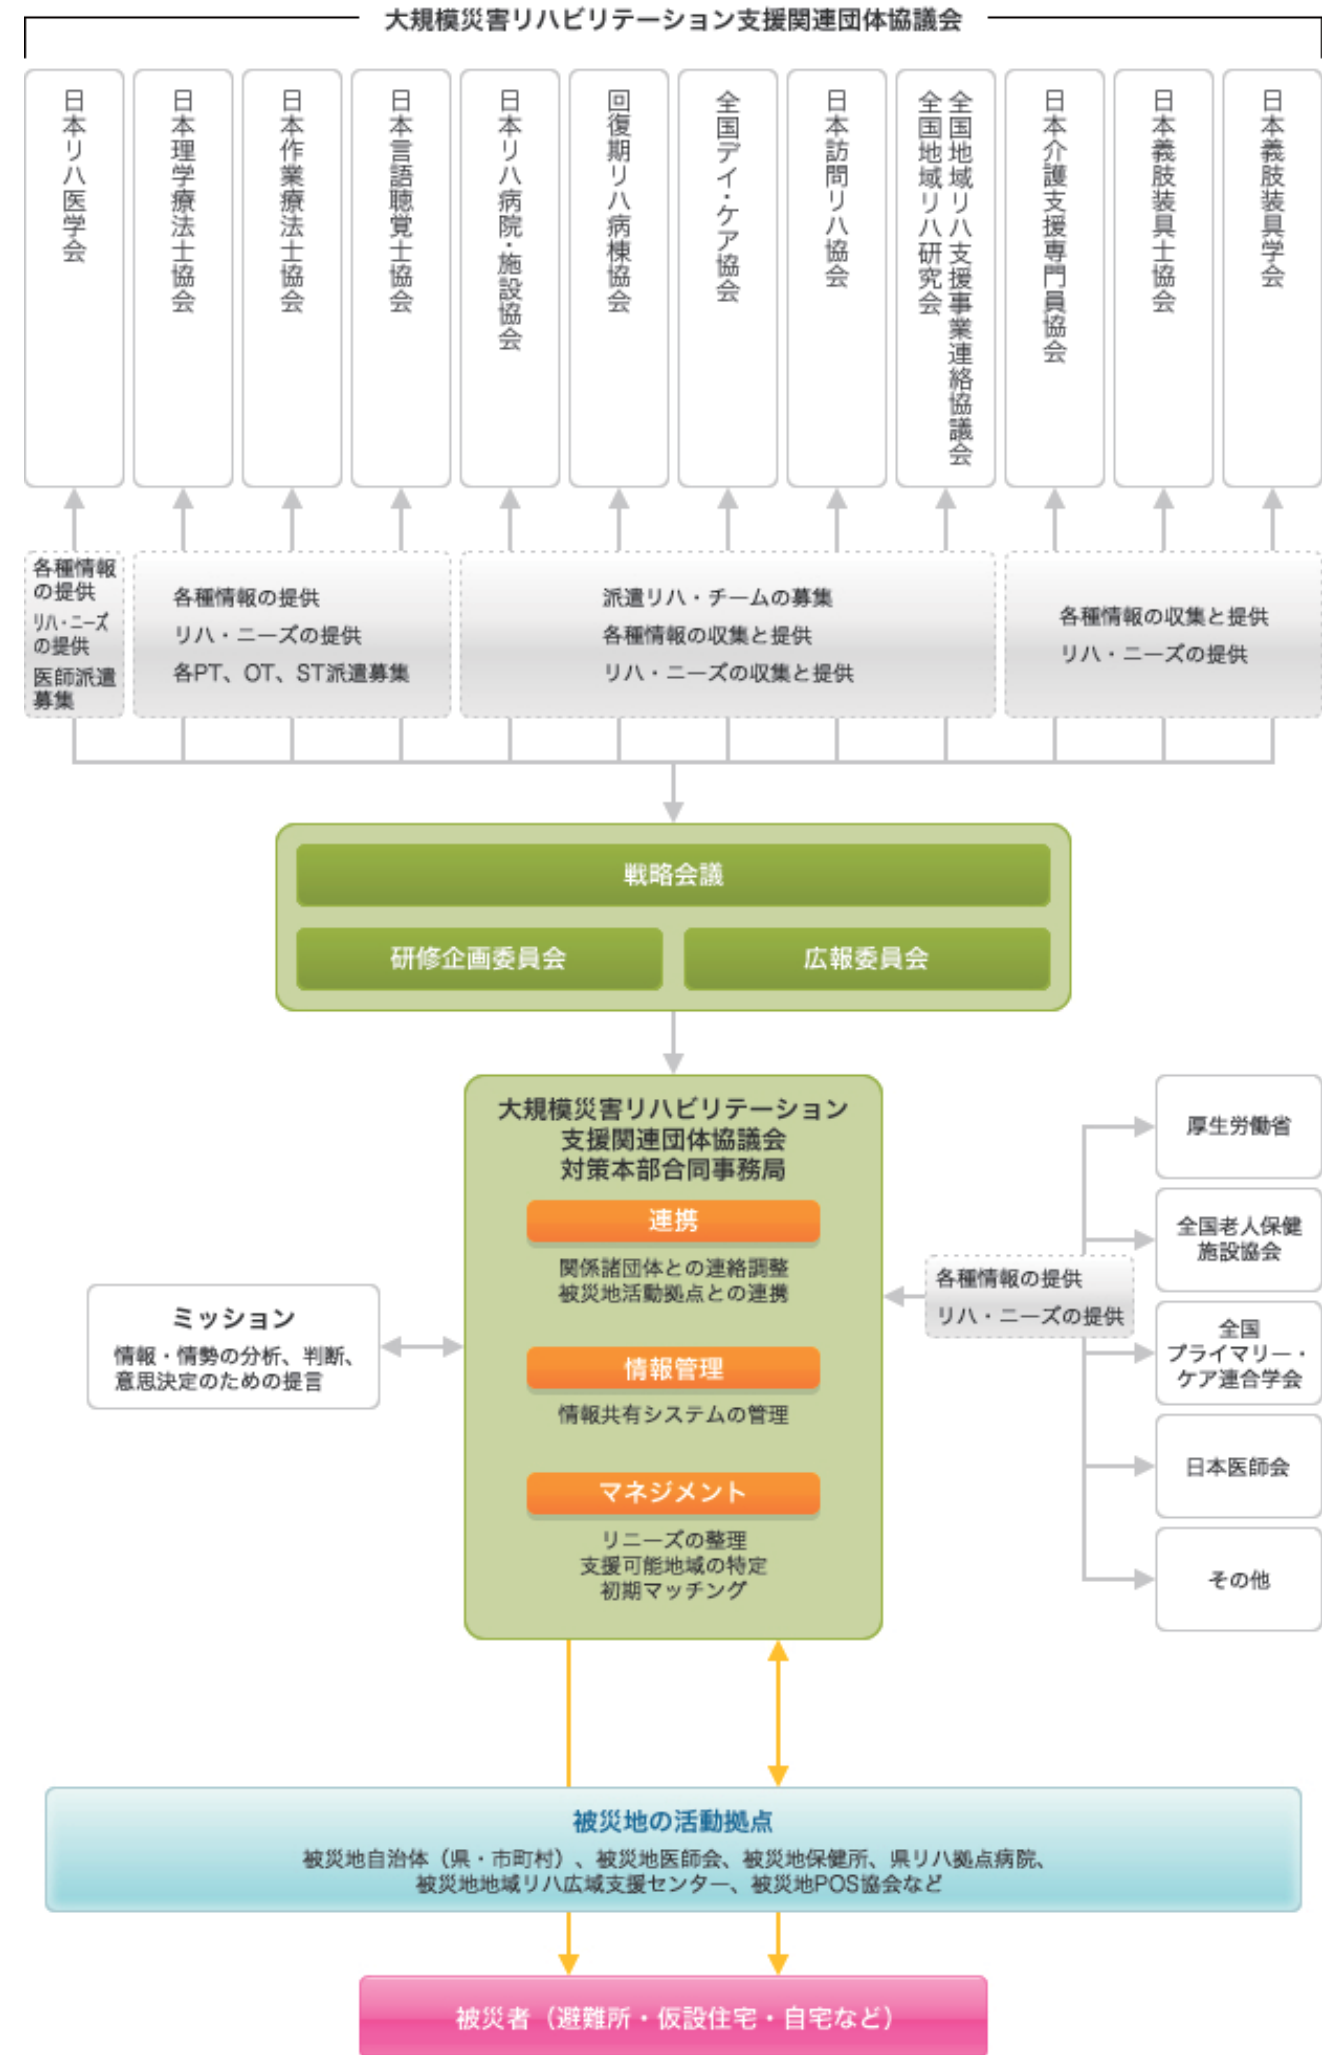 大規模災害リハビリテーション支援関連団体協議会
日本リハ医学会
日本理学療法士協会
日本作業療法士協会
日本言語聴覚士協会
日本リハ病院・施設協会
回復期リハ病棟協会
全国デイ・ケア協会
日本訪問リハ協会
全国地域リハ支援事業連絡協議会
全国地域リハ研究会
日本介護支援専門員協会
日本義肢装具士協会
日本義肢装具学会
各種情報
の提供
リハ・ニーズ
の提供
医師派遣
募集
各種情報の提供
リハ・ニーズの提供
各PT、OT、ST派遣募集
派遣リハ・チームの募集
各種情報の収集と提供
リハ・ニーズの収集と提供
各種情報の収集と提供
リハ・ニーズの提供
戦略会議
研修企画委員会
広報委員会
大規模災害リハビリテーション
支援関連団体協議会
対策本部合同事務局
連携
関係諸団体との連絡調整
被災地活動拠点との連携
情報管理
情報共有システムの管理
マネジメント
リニーズの整理
支援可能地域の特定
初期マッチング
ミッション
情報・情勢の分析、判断、
意思決定のための提言
各種情報の提供
リハ・ニーズの提供
厚生労働省
全国老人保健
施設協会
全国
プライマリー・
ケア連合学会
日本医師会
その他
被災地の活動拠点
被災地自治体（県・市町村）、被災地医師会、被災地保健所、県リハ拠点病院、
被災地地域リハ広域支援センター、被災地POS協会など
被災者（避難所・仮設住宅・自宅など）